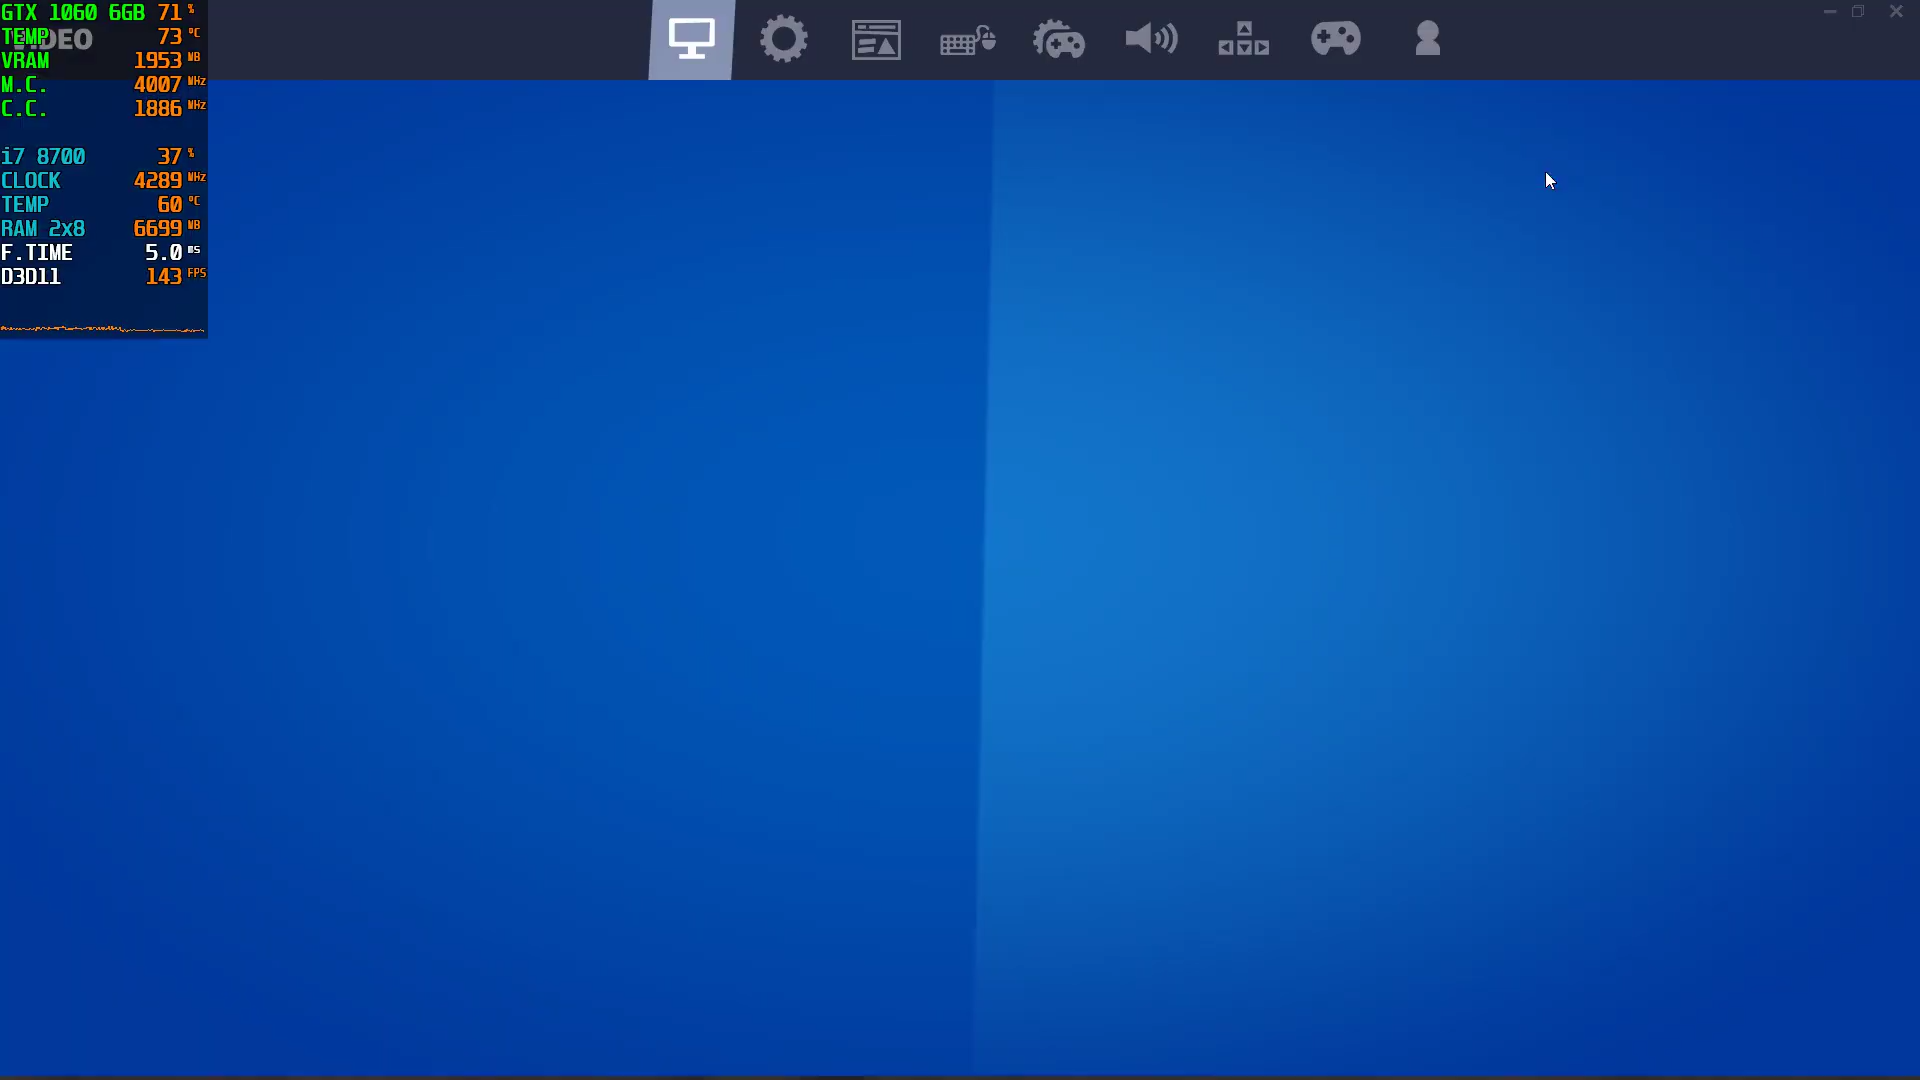 GTX 1060 6GB 71 %
TEMP 73 °C
VIDEO
VRAM 1953 MB
M.C. 4007 MHz
C.C. 1886 MHz
i7 8700 37 %
CLOCK 4289 MHz
TEMP 60 °C
RAM 2x8 6699 MB
F.TIME 5.0 ms
D3D11 143 FPS